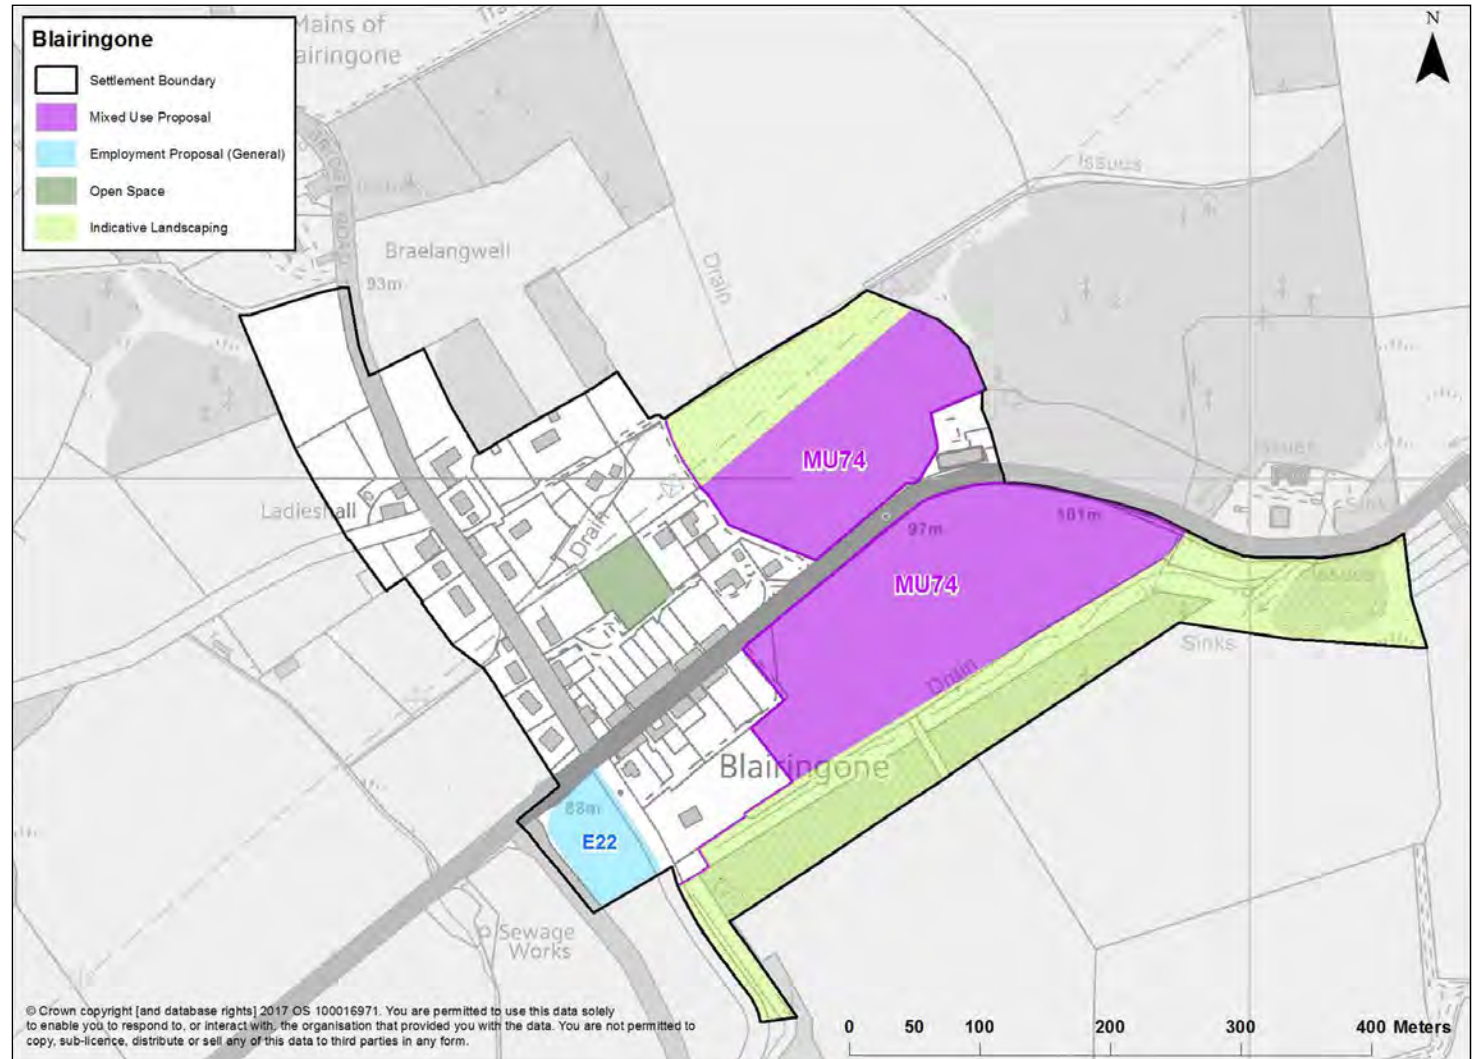 Blairingone
Settlement Boundary
Mixed Use Proposal
Employment Proposal (General)
Open Space
Indicative Landscaping
N
Mains of
Issues
Braelangwell
93m
Drain
MU74
Issues
Ladieshall
Drain
97m
101m
MU74
Issues
Sinks
Drain
Blairingone
88m
E22
Sewage
Works
© Crown copyright [and database rights] 2017 OS 100016971. You are permitted to use this data solely
to enable you to respond to, or interact with, the organisation that provided you with the data. You are not permitted to
copy, sub-licence, distribute or sell any of this data to third parties in any form.
0 50 100 200 300 400 Meters